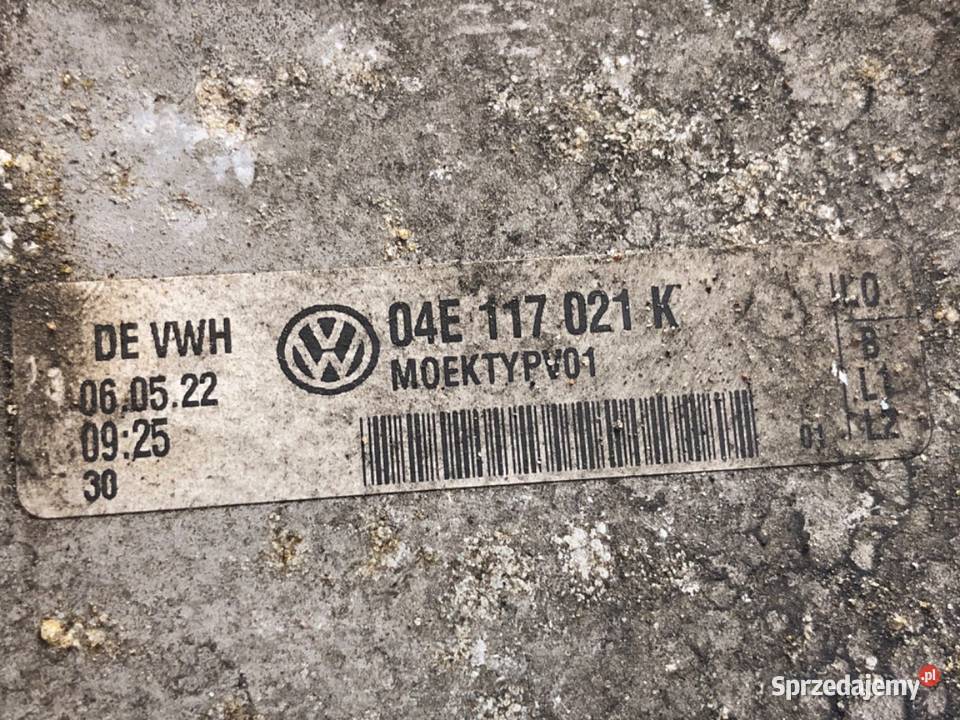 DE VWH
06.05.22
09:25
30
04E 117 021 K
MOEKTYPV01
01
LO.
B
L1
L2
Sprzedajemy.pl